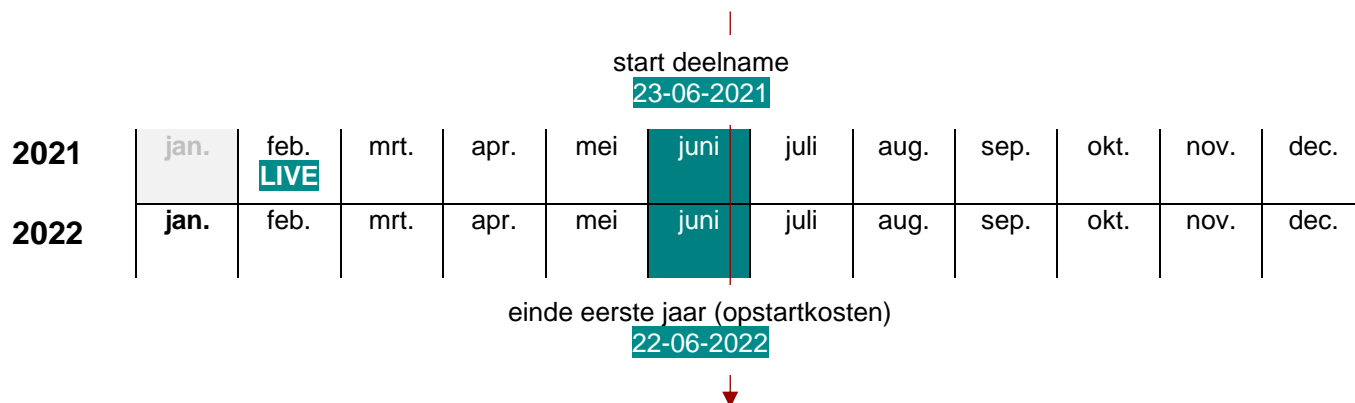 start deelname
23-06-2021
2021 jan. feb. mrt. apr. mei juni juli aug. sep. okt. nov. dec.
LIVE
2022 jan. feb. mrt. apr. mei juni juli aug. sep. okt. nov. dec.
einde eerste jaar (opstartkosten)
22-06-2022